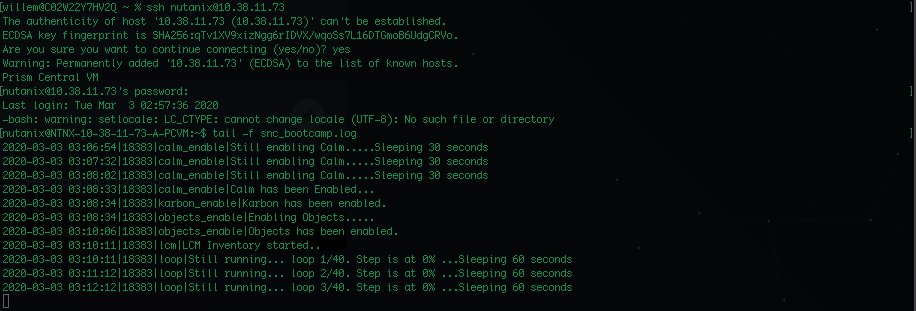 [willem@C02W22Y7HV2Q ~ % ssh nutanix@10.38.11.73 ]
The authenticity of host '10.38.11.73 (10.38.11.73)' can't be established.
ECDSA key fingerprint is SHA256:qTv1XV9xizNgg6rIDVX/wqoSs7L16DTGmoB6UdgCRVo.
Are you sure you want to continue connecting (yes/no)? yes
Warning: Permanently added '10.38.11.73' (ECDSA) to the list of known hosts.
Prism Central VM
[nutanix@10.38.11.73's password: ]
Last login: Tue Mar  3 02:57:36 2020
-bash: warning: setlocale: LC_CTYPE: cannot change locale (UTF-8): No such file or directory
[nutanix@NTNX-10-38-11-73-A-PCVM:~$ tail -f snc_bootcamp.log ]
2020-03-03 03:06:54|18383|calm_enable|Still enabling Calm.....Sleeping 30 seconds
2020-03-03 03:07:32|18383|calm_enable|Still enabling Calm.....Sleeping 30 seconds
2020-03-03 03:08:02|18383|calm_enable|Still enabling Calm.....Sleeping 30 seconds
2020-03-03 03:08:33|18383|calm_enable|Calm has been Enabled...
2020-03-03 03:08:34|18383|karbon_enable|Karbon has been enabled.
2020-03-03 03:08:34|18383|objects_enable|Enabling Objects.....
2020-03-03 03:10:06|18383|objects_enable|Objects has been enabled.
2020-03-03 03:10:11|18383|lcm|LCM Inventory started..
2020-03-03 03:10:11|18383|loop|Still running... loop 1/40. Step is at 0% ...Sleeping 60 seconds
2020-03-03 03:11:12|18383|loop|Still running... loop 2/40. Step is at 0% ...Sleeping 60 seconds
2020-03-03 03:12:12|18383|loop|Still running... loop 3/40. Step is at 0% ...Sleeping 60 seconds